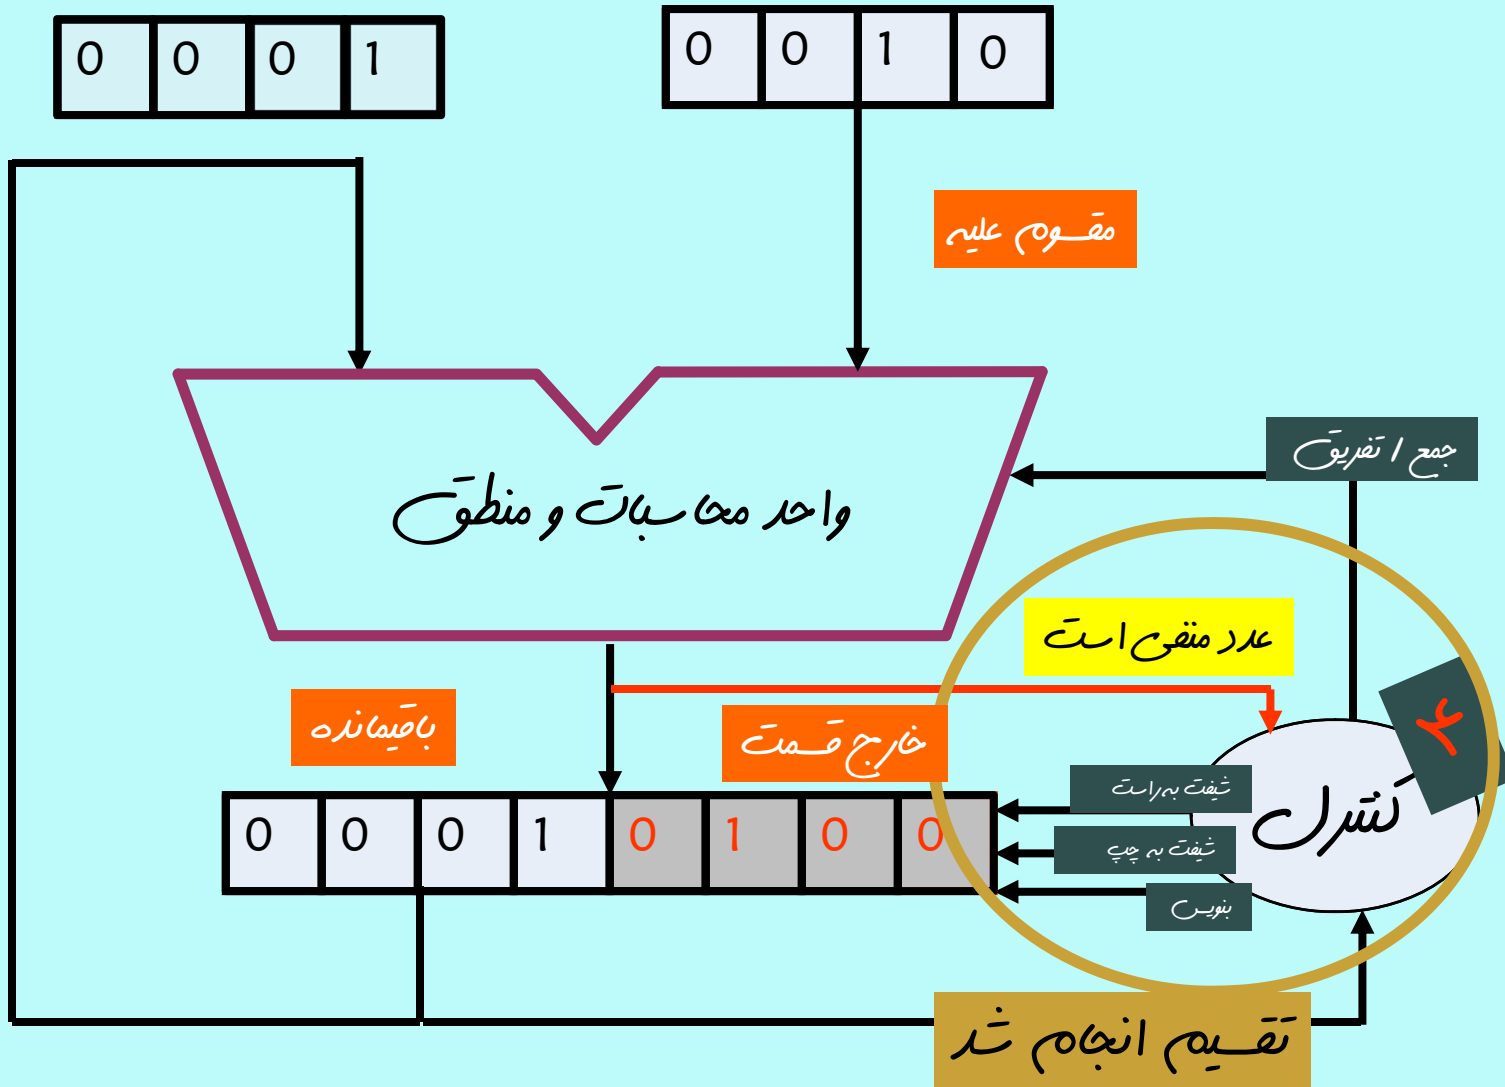 0 0 0 1
0 0 1 0
مقسوم علیه
جمع / تفریق
واحد محاسبات و منطق
عدد منفی است
باقیمانده
خارج قسمت
۴
شیفت به راست
کنترل
شیفت به چپ
بنویس
0 0 0 1 0 1 0 0
تقسیم انجام شد